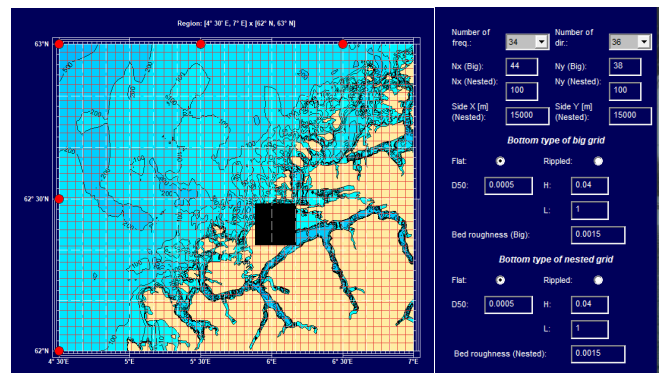 Region: [4° 30' E, 7° E] x [62° N, 63° N]
63°N
62° 30'N
62°N
4° 30'E
5°E
5° 30'E
6°E
6° 30'E
7°E
200
100
Number of freq.:
34
Number of dir.:
36
Nx (Big):
44
Ny (Big):
38
Nx (Nested):
100
Ny (Nested):
100
Side X [m] (Nested):
15000
Side Y [m] (Nested):
15000
Bottom type of big grid
Flat:
Rippled:
D50:
0.0005
H:
0.04
L:
1
Bed roughness (Big):
0.0015
Bottom type of nested grid
Flat:
Rippled:
D50:
0.0005
H:
0.04
L:
1
Bed roughness (Nested):
0.0015